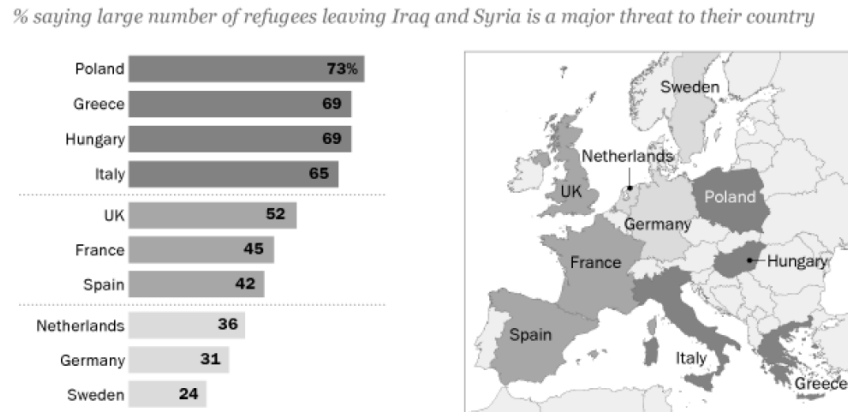 % saying large number of refugees leaving Iraq and Syria is a major threat to their country
Poland 73%
Greece 69
Hungary 69
Italy 65
UK 52
France 45
Spain 42
Netherlands 36
Germany 31
Sweden 24
Sweden
Netherlands
UK
Poland
Germany
France
Hungary
Spain
Italy
Greece